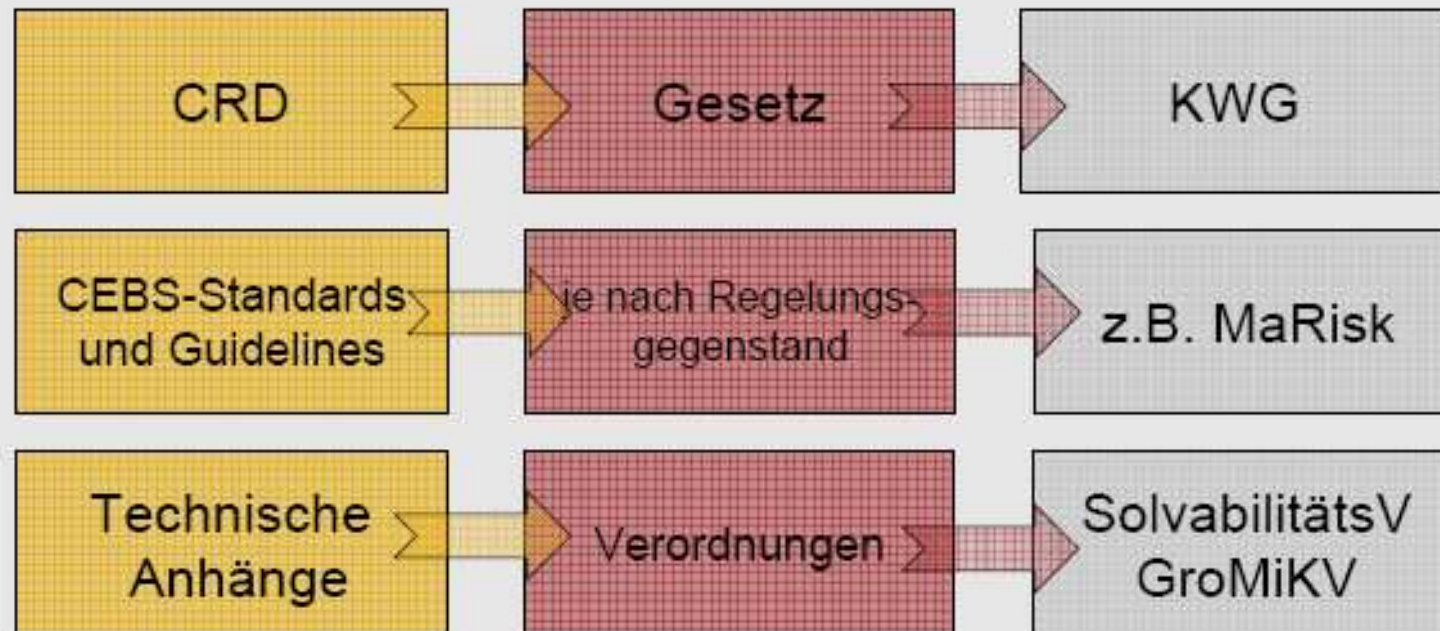 CRD
Gesetz
KWG
CEBS-Standards
und Guidelines
je nach Regelungs-
gegenstand
z.B. MaRisk
Technische
Anhänge
Verordnungen
SolvabilitätsV
GroMiKV